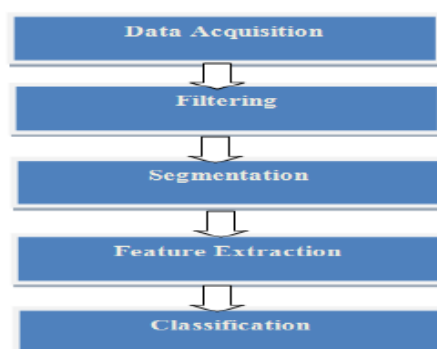 Data Acquisition
Filtering
Segmentation
Feature Extraction
Classification